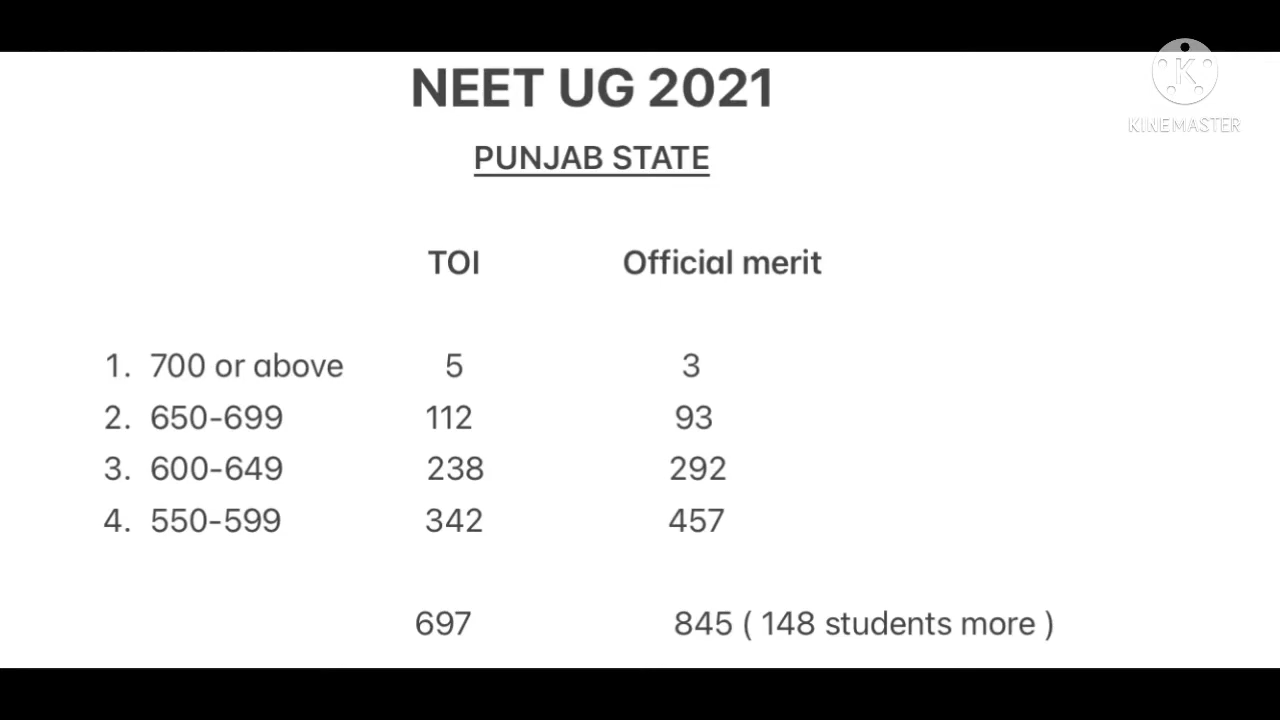 NEET UG 2021
KINEMASTER
PUNJAB STATE
TOI Official merit
1. 700 or above 5 3
2. 650-699 112 93
3. 600-649 238 292
4. 550-599 342 457
697 845 ( 148 students more )